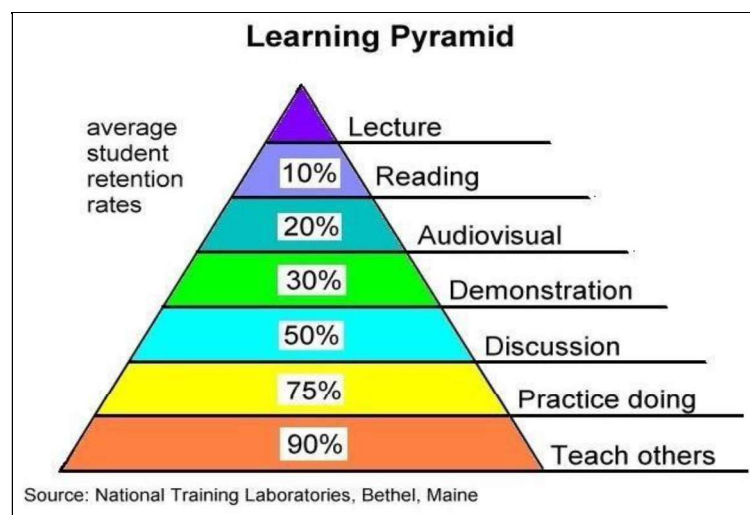 Learning Pyramid
average
student
retention
rates
Lecture
10% Reading
20% Audiovisual
30% Demonstration
50% Discussion
75% Practice doing
90% Teach others
Source: National Training Laboratories, Bethel, Maine